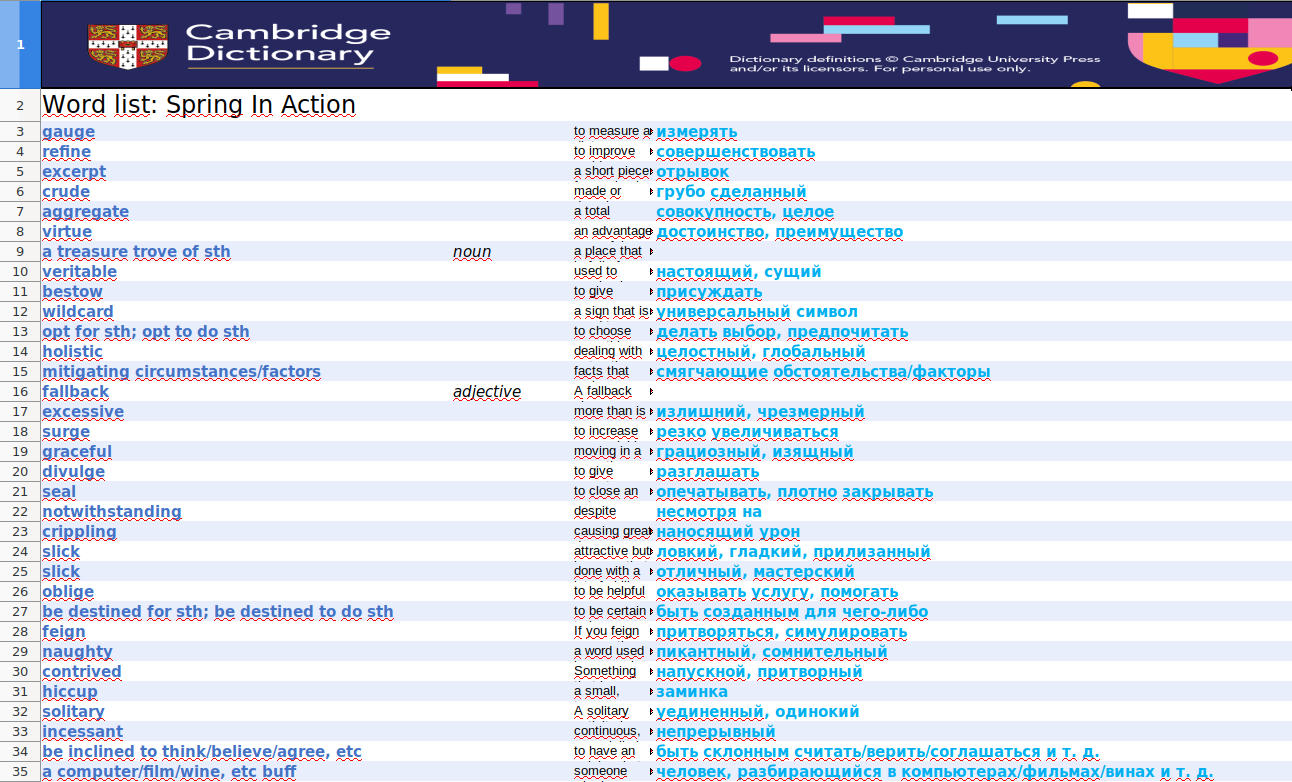 1
Cambridge
Dictionary
Dictionary definitions © Cambridge University Press
and/or its licensors. For personal use only.
2 Word list: Spring In Action
3 gauge to measure a измерять
4 refine to improve совершенствовать
5 excerpt a short piece отрывок
6 crude made or грубо сделанный
7 aggregate a total совокупность, целое
8 virtue an advantage достоинство, преимущество
9 a treasure trove of sth noun a place that
10 veritable used to настоящий, сущий
11 bestow to give присуждать
12 wildcard a sign that is универсальный символ
13 opt for sth; opt to do sth to choose делать выбор, предпочитать
14 holistic dealing with целостный, глобальный
15 mitigating circumstances/factors facts that смягчающие обстоятельства/факторы
16 fallback adjective A fallback
17 excessive more than is излишний, чрезмерный
18 surge to increase резко увеличиваться
19 graceful moving in a грациозный, изящный
20 divulge to give разглашать
21 seal to close an опечатывать, плотно закрывать
22 notwithstanding despite несмотря на
23 crippling causing great наносящий урон
24 slick attractive but ловкий, гладкий, прилизанный
25 slick done with a отличный, мастерский
26 oblige to be helpful оказывать услугу, помогать
27 be destined for sth; be destined to do sth to be certain быть созданным для чего-либо
28 feign If you feign притворяться, симулировать
29 naughty a word used пикантный, сомнительный
30 contrived Something напускной, притворный
31 hiccup a small, заминка
32 solitary A solitary уединенный, одинокий
33 incessant continuous, непрерывный
34 be inclined to think/believe/agree, etc to have an быть склонным считать/верить/соглашаться и т. д.
35 a computer/film/wine, etc buff someone человек, разбирающийся в компьютерах/фильмах/винах и т. д.